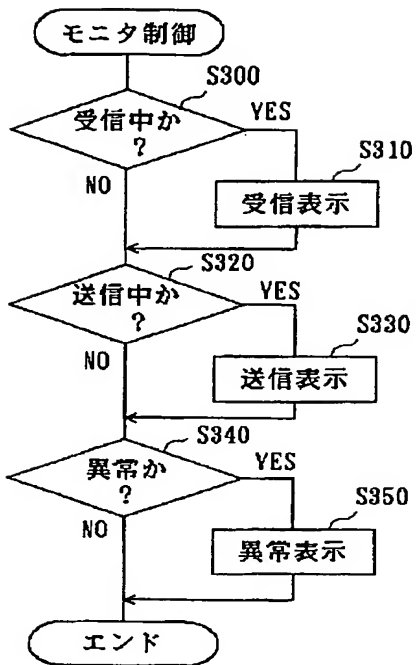 モニタ制御
S300
受信中か
?
YES
NO
S310
受信表示
S320
送信中か
?
YES
NO
S330
送信表示
S340
異常か
?
YES
NO
S350
異常表示
エンド